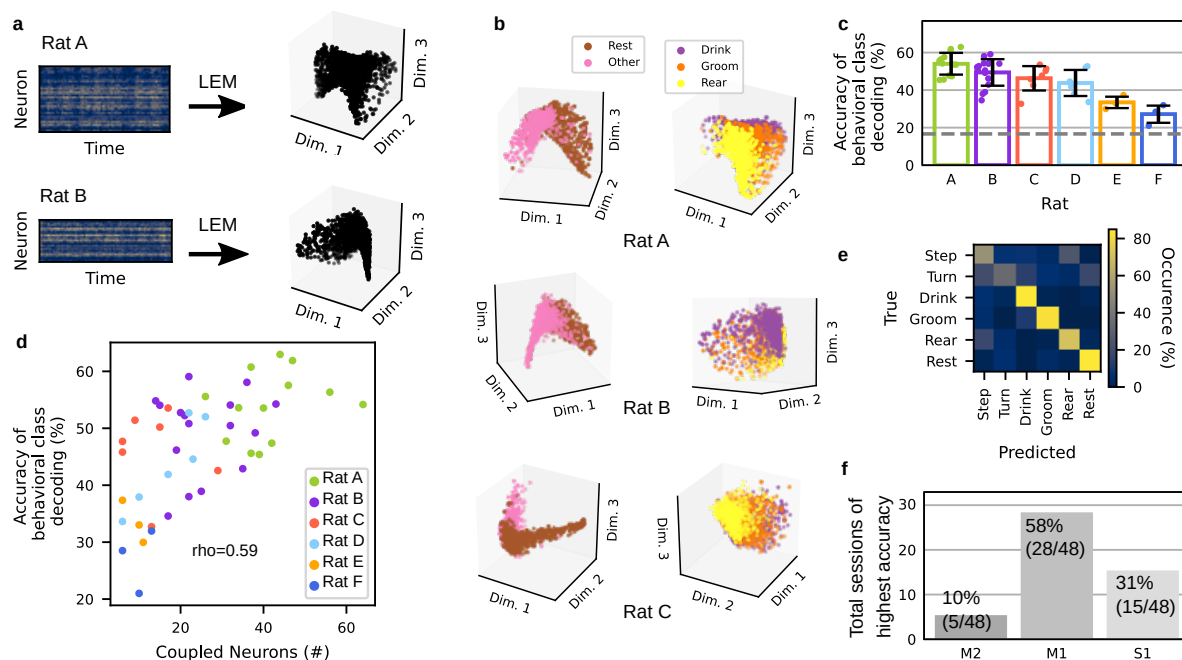 a
Rat A
Neuron
Time
LEM
Dim. 1
Dim. 2
Dim. 3
Rat B
Neuron
Time
LEM
Dim. 1
Dim. 2
Dim. 3
b
Rest
Other
Drink
Groom
Rear
Dim. 1
Dim. 2
Dim. 3
Dim. 1
Dim. 2
Dim. 3
Rat A
Dim. 3
Dim. 2
Dim. 1
Dim. 1
Dim. 2
Dim. 3
Rat B
Dim. 1
Dim. 2
Dim. 3
Dim. 3
Dim. 2
Dim. 1
Rat C
c
Accuracy of
behavioral class
decoding (%)
60
40
20
0
A B C D E F
Rat
d
Accuracy of
behavioral class
decoding (%)
60
50
40
30
20
rho=0.59
Rat A
Rat B
Rat C
Rat D
Rat E
Rat F
20 40 60
Coupled Neurons (#)
e
True
Step
Turn
Drink
Groom
Rear
Rest
Step Turn Drink Groom Rear Rest
Predicted
80
60
40
20
0
Occurence (%)
f
Total sessions of
highest accuracy
30
20
10
0
10%
(5/48)
58%
(28/48)
31%
(15/48)
M2 M1 S1